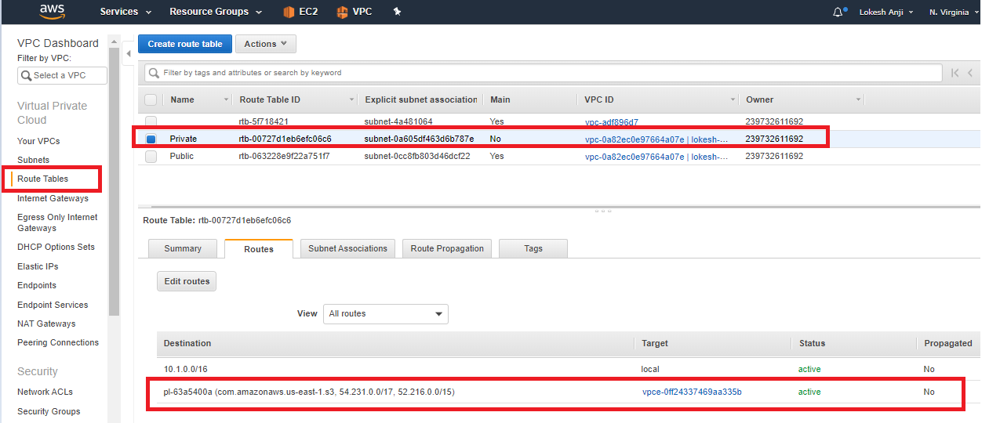 aws Services Resource Groups EC2 VPC Lokesh Anji N. Virginia
VPC Dashboard
Filter by VPC:
Select a VPC
Virtual Private
Cloud
Your VPCs
Subnets
Route Tables
Internet Gateways
Egress Only Internet
Gateways
DHCP Options Sets
Elastic IPs
Endpoints
Endpoint Services
NAT Gateways
Peering Connections
Security
Network ACLs
Security Groups
Create route table Actions
Filter by tags and attributes or search by keyword
Name Route Table ID Explicit subnet association Main VPC ID Owner
rtb-5f718421 subnet-4a481064 Yes vpc-adf896d7 239732611692
Private rtb-00727d1eb6efc06c6 subnet-0a605df463d6b787e No vpc-0a82ec0e97664a07e | lokesh-... 239732611692
Public rtb-063228e9f22a751f7 subnet-0cc8fb803d46dcf22 Yes vpc-0a82ec0e97664a07e | lokesh-... 239732611692
Route Table: rtb-00727d1eb6efc06c6
Summary Routes Subnet Associations Route Propagation Tags
Edit routes
View All routes
Destination Target Status Propagated
10.1.0.0/16 local active No
pl-63a5400a (com.amazonaws.us-east-1.s3, 54.231.0.0/17, 52.216.0.0/15) vpce-0ff24337469aa335b active No